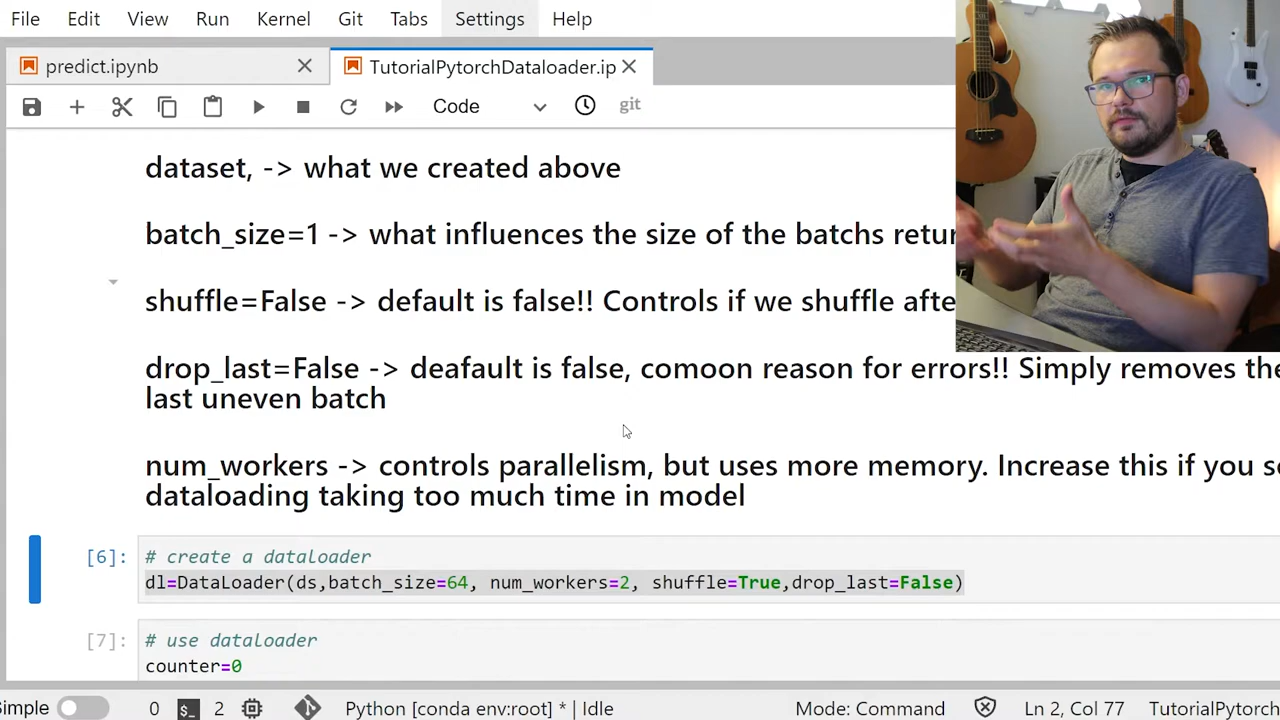 File Edit View Run Kernel Git Tabs Settings Help
predict.ipynb TutorialPytorchDataloader.ip
Code git
dataset, -> what we created above
batch_size=1 -> what influences the size of the batchs retur
shuffle=False -> default is false!! Controls if we shuffle afte
drop_last=False -> deafault is false, comoon reason for errors!! Simply removes the
last uneven batch
num_workers -> controls parallelism, but uses more memory. Increase this if you s
dataloading taking too much time in model
[6]: # create a dataloader
dl=DataLoader(ds,batch_size=64, num_workers=2, shuffle=True,drop_last=False)
[7]: # use dataloader
counter=0
imple 0 $_ 2 Python [conda env:root] * | Idle Mode: Command Ln 2, Col 77 TutorialPytorch